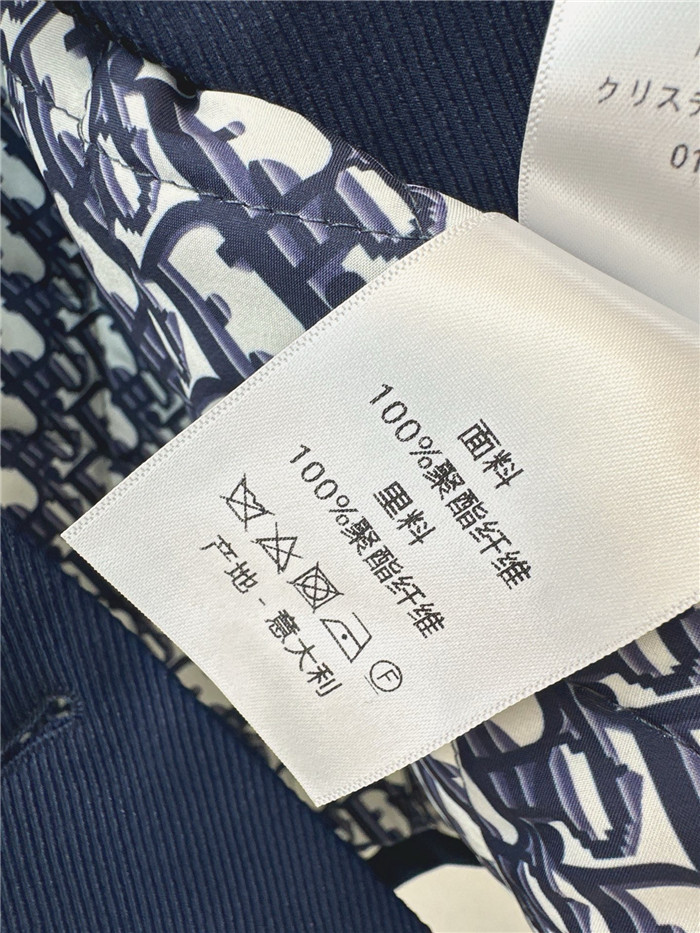 クリステ
01
面料
100%聚酯纤维
里料
100%聚酯纤维
F
产地 - 意大利